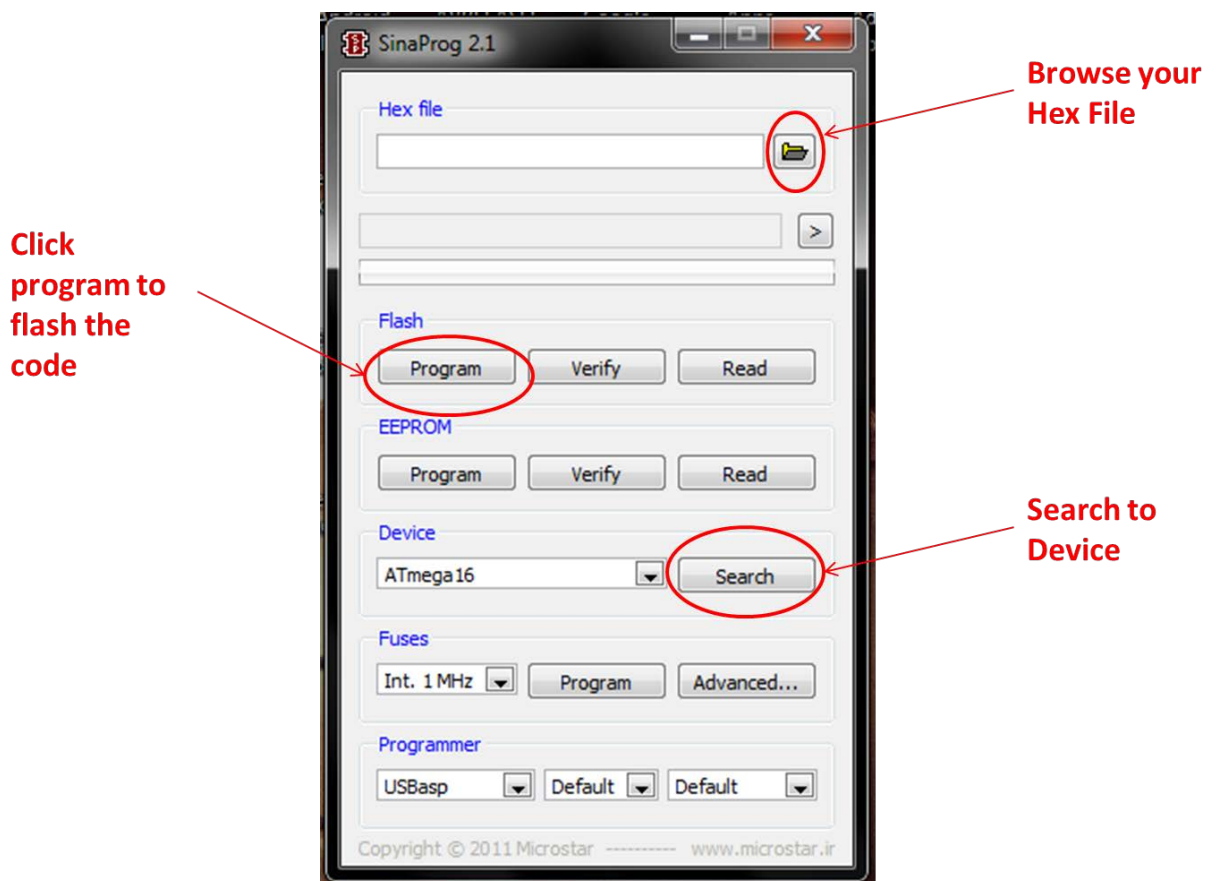 SinaProg 2.1
Browse your
Hex File
Hex file
>
Click
program to
flash the
code
Flash
Program Verify Read
EEPROM
Program Verify Read
Search to
Device
Device
ATmega16 Search
Fuses
Int. 1 MHz Program Advanced...
Programmer
USBasp Default Default
Copyright © 2011 Microstar ---------- www.microstar.ir